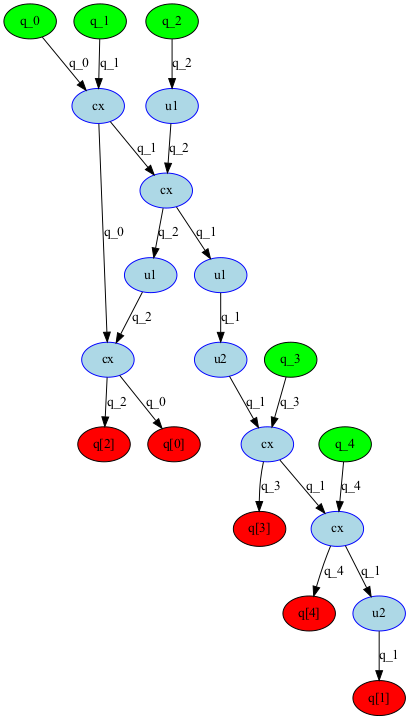 q_0 q_1 q_2
q_0 q_1 q_2
cx u1
q_1 q_2
cx
q_0 q_2 q_1
u1 u1
q_2 q_1
cx u2 q_3
q_2 q_0 q_1 q_3
q[2] q[0] cx q_4
q_3 q_1 q_4
q[3] cx
q_4 q_1
q[4] u2
q_1
q[1]